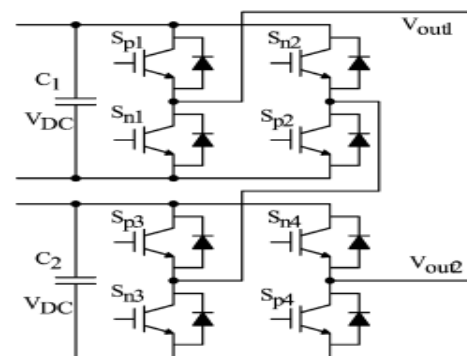 S_p1 S_n2 V_out1
C_1
V_DC S_n1 S_p2
S_p3 S_n4
C_2
V_out2
V_DC S_n3 S_p4